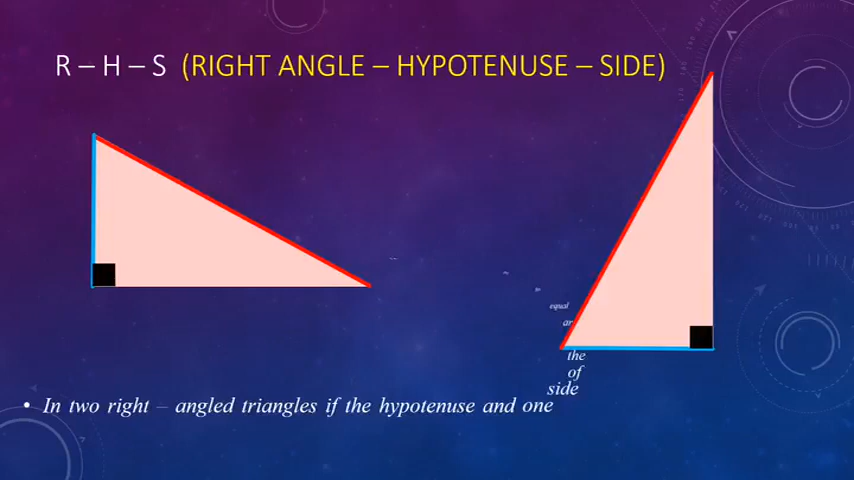 R – H – S (RIGHT ANGLE – HYPOTENUSE – SIDE)
• In two right – angled triangles if the hypotenuse and one
side
of
the
equal